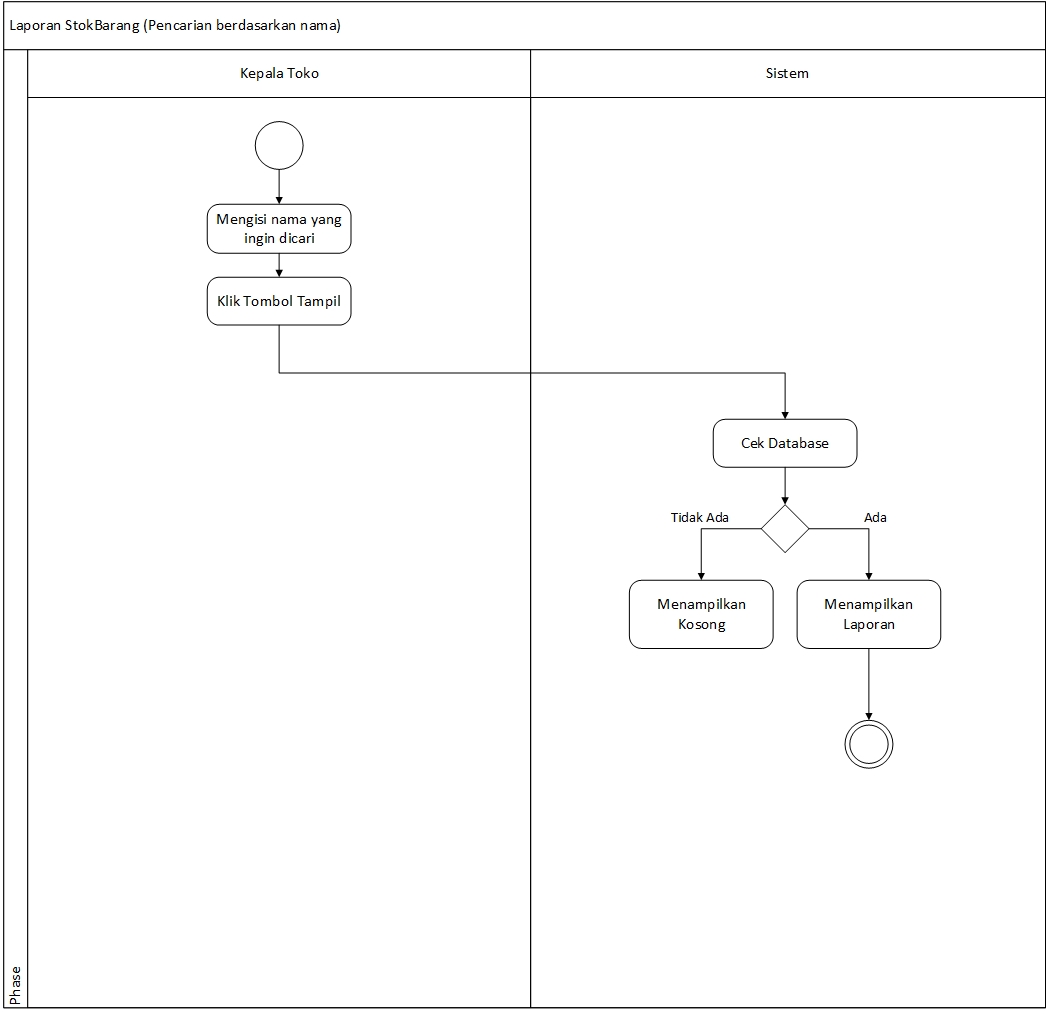 Laporan StokBarang (Pencarian berdasarkan nama)
Kepala Toko
Sistem
Mengisi nama yang
ingin dicari
Klik Tombol Tampil
Cek Database
Tidak Ada
Ada
Menampilkan
Kosong
Menampilkan
Laporan
Phase